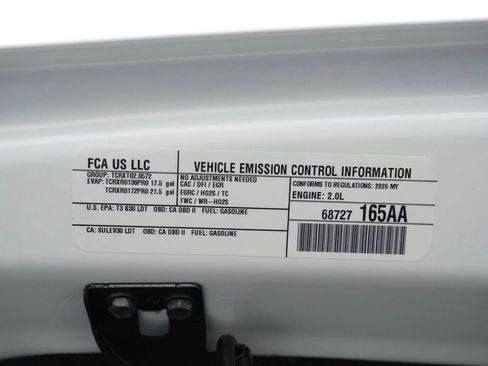 FCA US LLC
VEHICLE EMISSION CONTROL INFORMATION
GROUP: TCRXT02.0572
EVAP: TCRXR0136PR0 17.5 gal
TCRXR0172PR0 21.5 gal
NO ADJUSTMENTS NEEDED
CAC / DFI / EGR
EGRC / HO2S / TC
TWC / WR-HO2S
CONFORMS TO REGULATIONS: 2026 MY
ENGINE: 2.0L
68727 165AA
U.S. EPA: T3 B30 LDT OBD: CA OBD II FUEL: GASOLINE
CA: SULEV30 LDT OBD: CA OBD II FUEL: GASOLINE